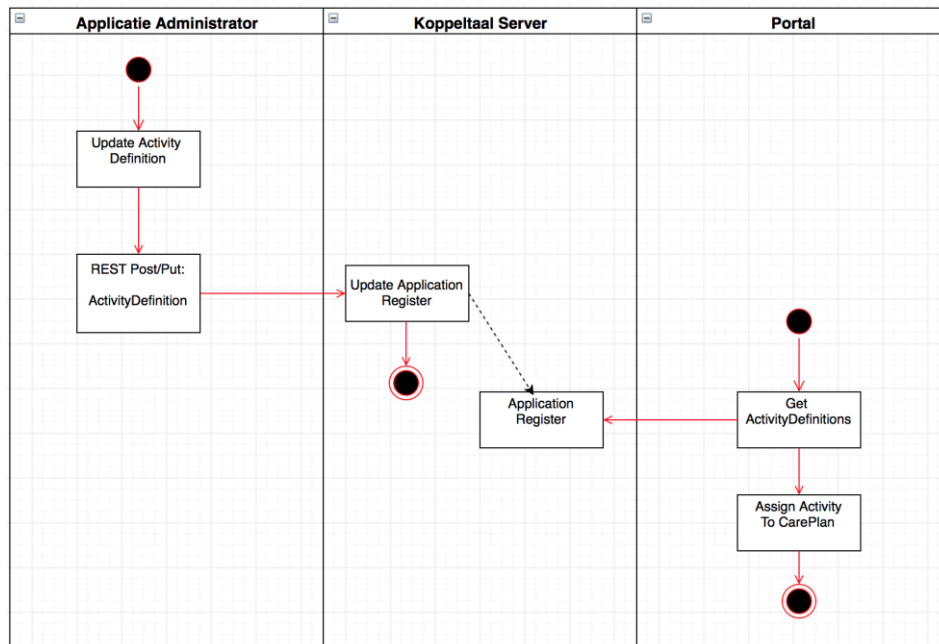 Applicatie Administrator
Koppeltaal Server
Portal
Update Activity
Definition
REST Post/Put:
ActivityDefinition
Update Application
Register
Application
Register
Get
ActivityDefinitions
Assign Activity
To CarePlan